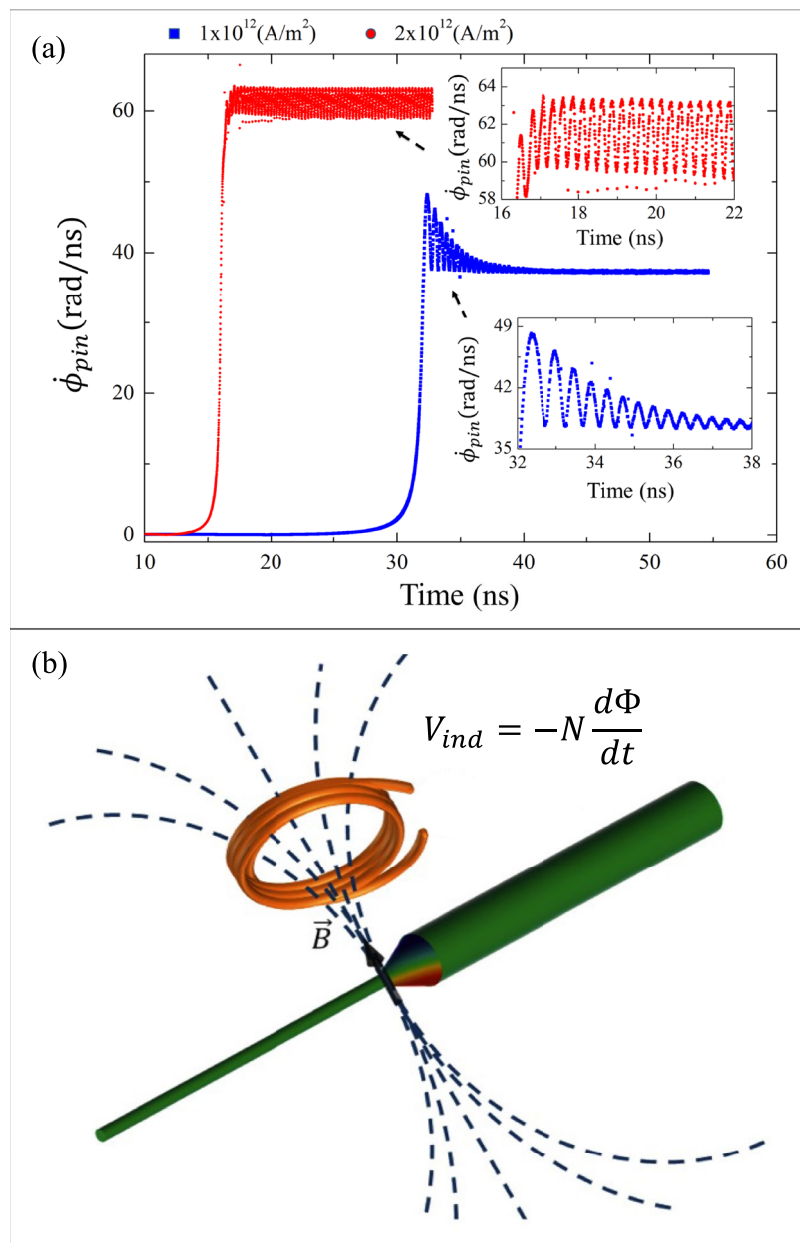 (a)
1x10¹²(A/m²) 2x10¹²(A/m²)
ϕ̇ₚᵢₙ(rad/ns)
60
40
20
0
10 20 30 40 50 60
Time (ns)
ϕ̇ₚᵢₙ(rad/ns)
64
62
60
58
16 18 20 22
Time (ns)
ϕ̇ₚᵢₙ(rad/ns)
49
42
35
32 34 36 38
Time (ns)
(b)
V_ind = −N dΦ/dt
B⃗